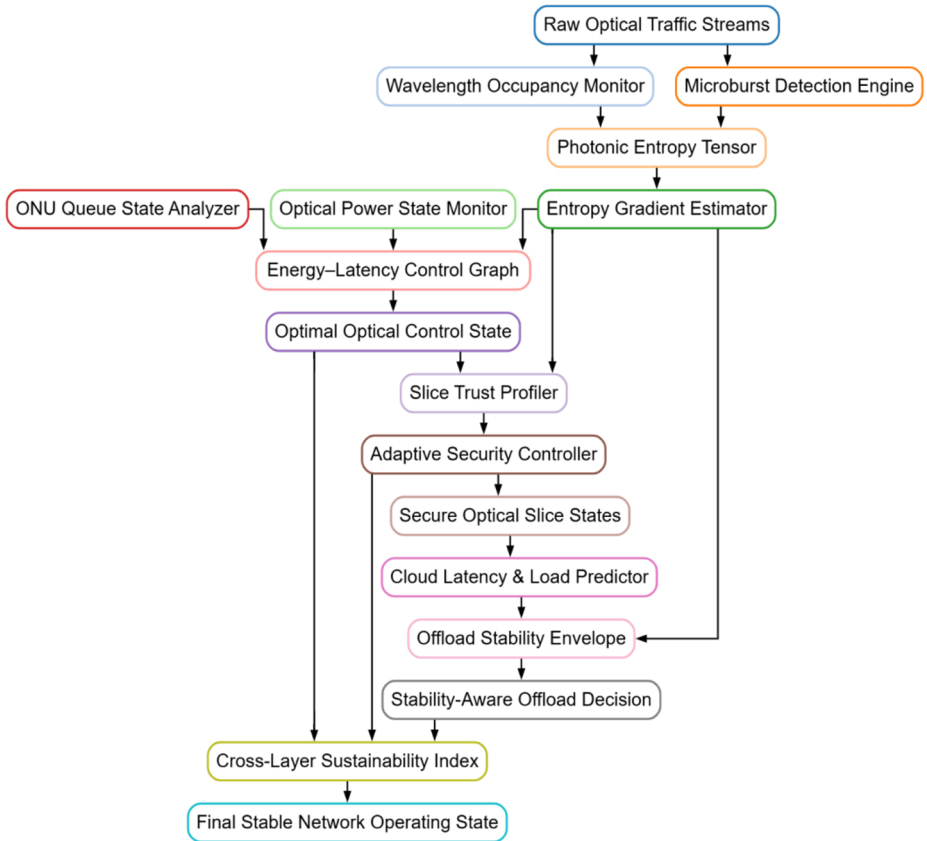 Raw Optical Traffic Streams
Wavelength Occupancy Monitor
Microburst Detection Engine
Photonic Entropy Tensor
ONU Queue State Analyzer
Optical Power State Monitor
Entropy Gradient Estimator
Energy–Latency Control Graph
Optimal Optical Control State
Slice Trust Profiler
Adaptive Security Controller
Secure Optical Slice States
Cloud Latency & Load Predictor
Offload Stability Envelope
Stability-Aware Offload Decision
Cross-Layer Sustainability Index
Final Stable Network Operating State